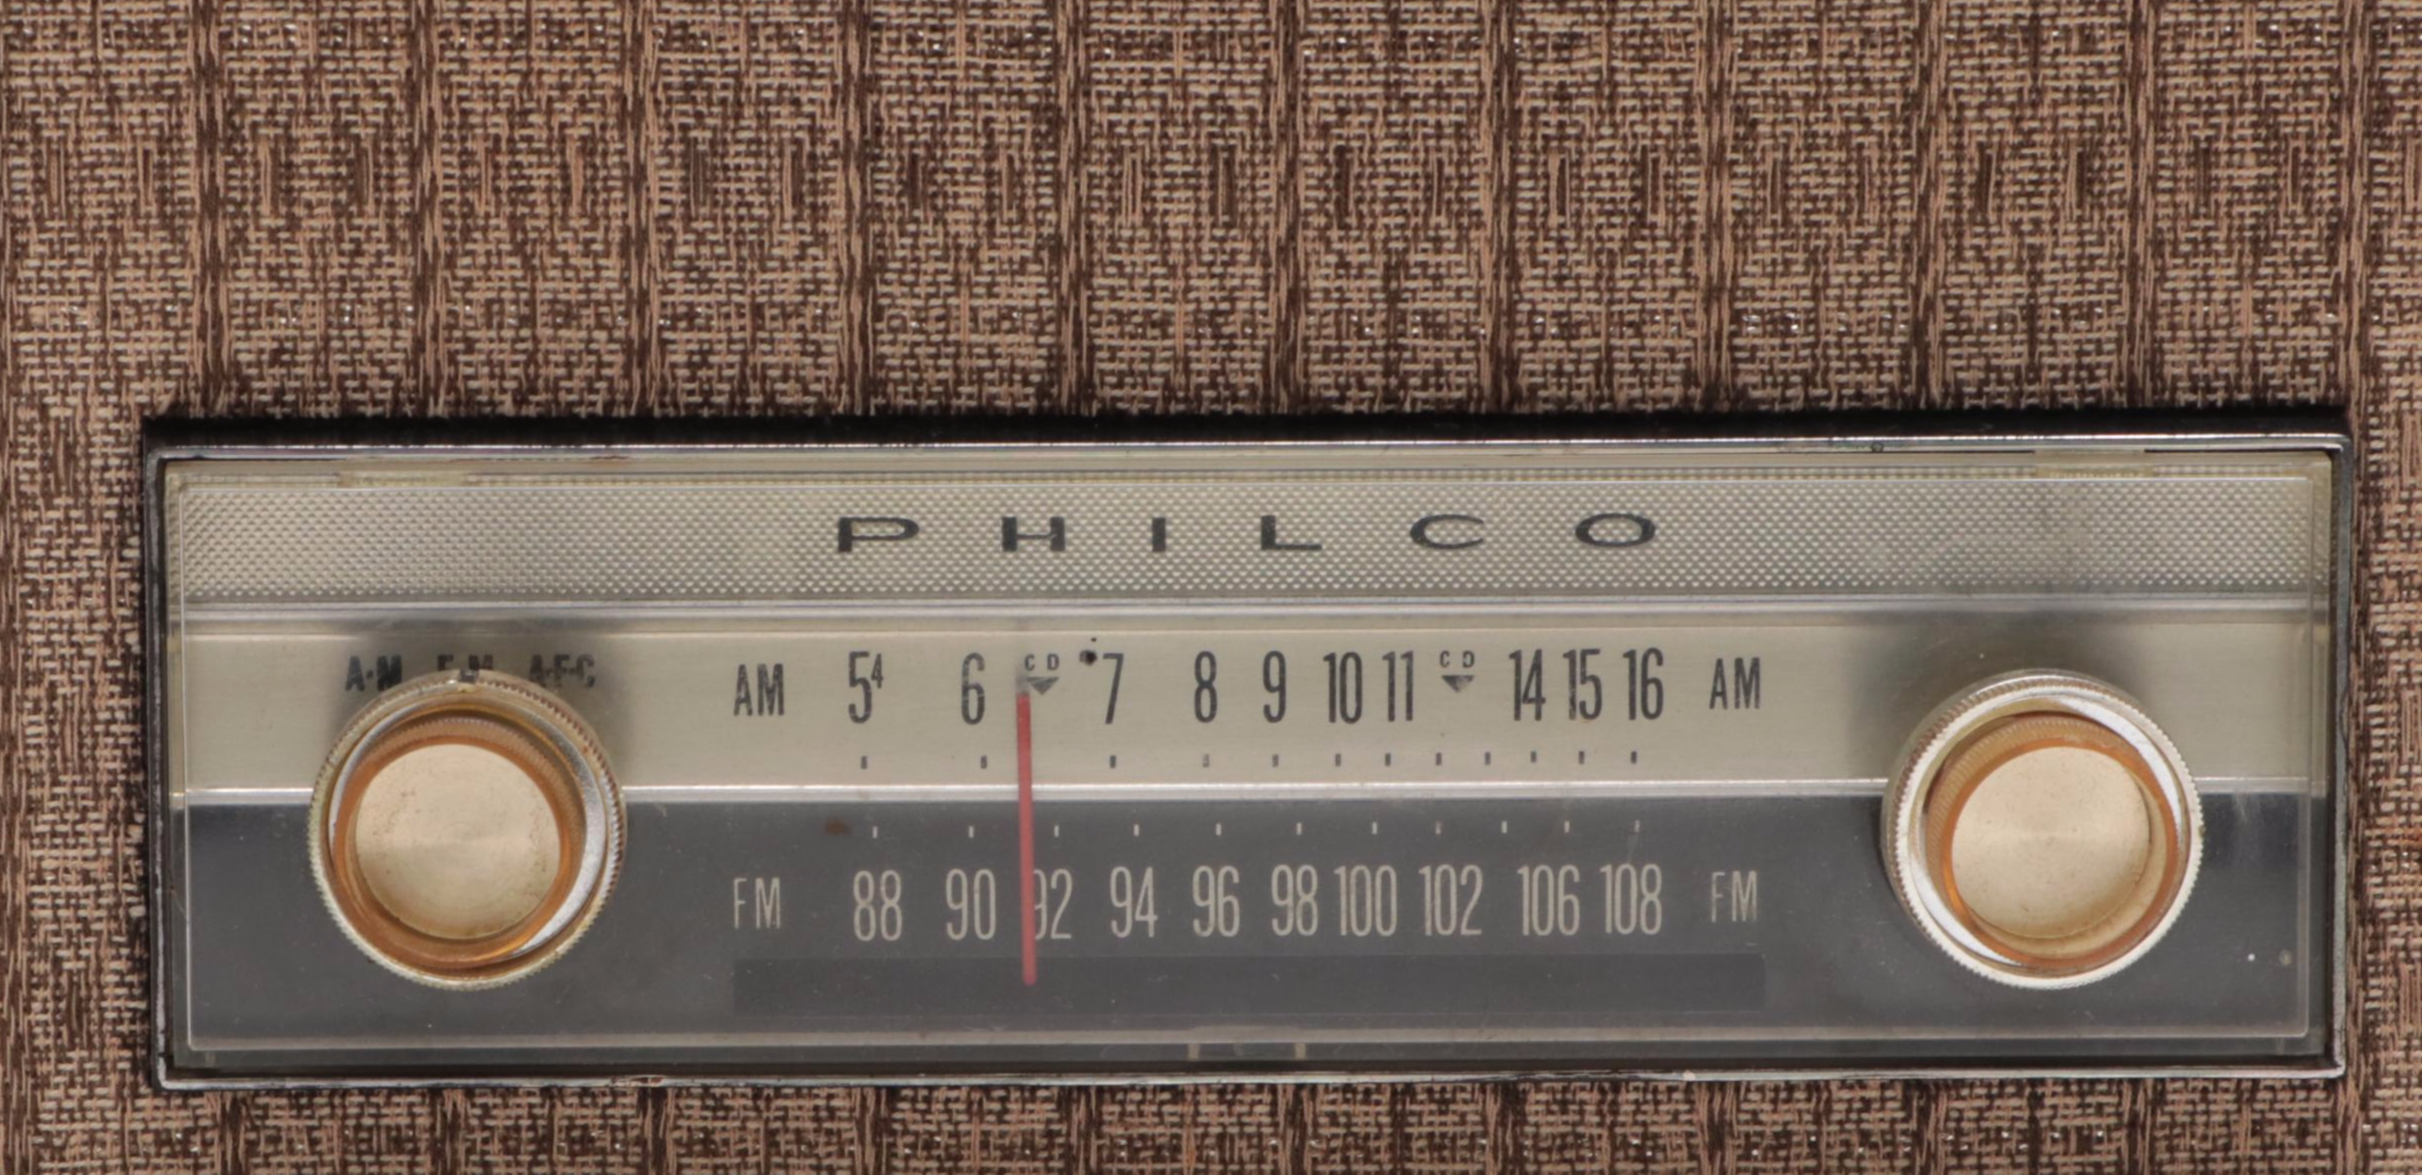 PHILCO
A·M F·M A·F·C
AM 5⁴ 6 CD 7 8 9 10 11 CD 14 15 16 AM
FM 88 90 92 94 96 98 100 102 106 108 FM